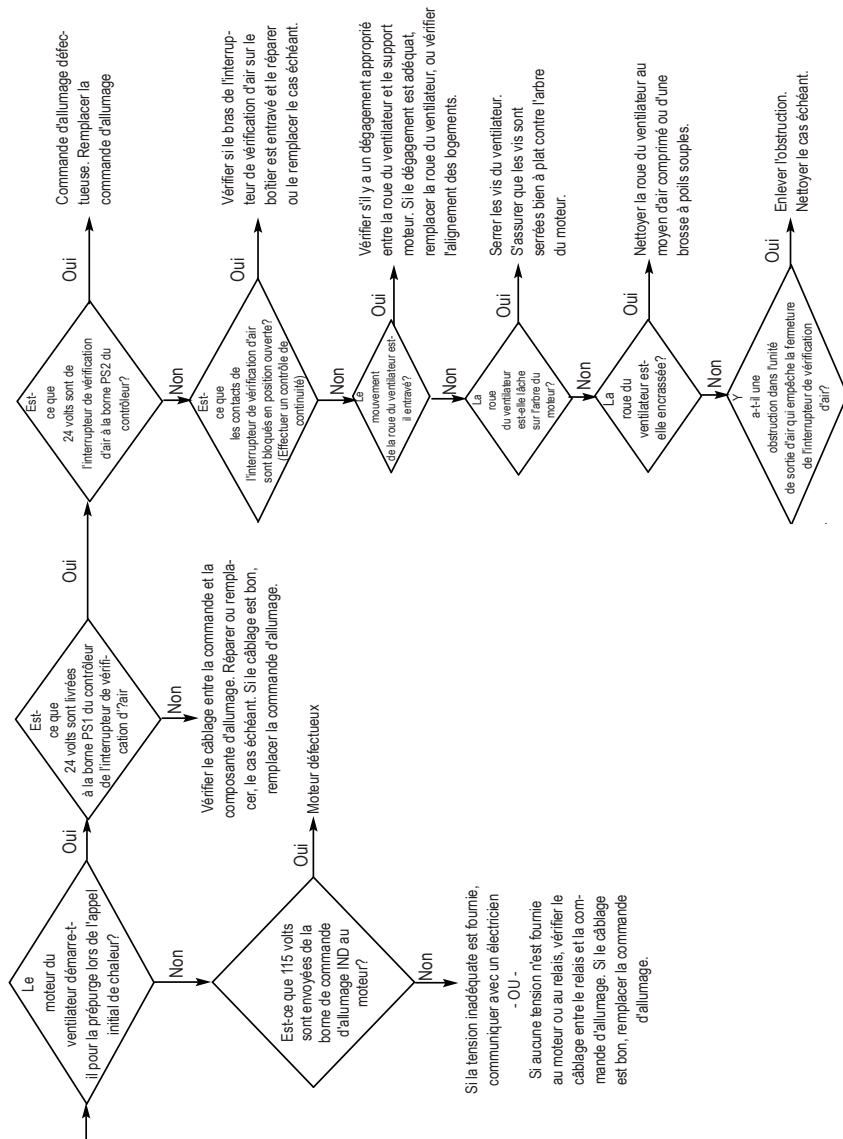 Le
moteur du
ventilateur démarre-t-
il pour la prépurge lors de l'appel
initial de chaleur?
Oui
Non
Est-ce que 115 volts
sont envoyées de la
borne de commande
d'allumage IND au
moteur?
Oui
Moteur défectueux
Non
Si la tension inadéquate est fournie,
communiquer avec un électricien
- OU -
Si aucune tension n'est fournie
au moteur ou au relais, vérifier le
câblage entre le relais et la com-
mande d'allumage. Si le câblage
est bon, remplacer la commande
d'allumage.
Est-
ce que
24 volts sont livrées
à la borne PS1 du contrôleur
de l'interrupteur de vérifi-
cation d'?air
Oui
Non
Vérifier le câblage entre la commande et la
composante d'allumage. Réparer ou rempla-
cer, le cas échéant. Si le câblage est bon,
remplacer la commande d'allumage.
Est-
ce que
24 volts sont de
l'interrupteur de vérification
d'air à la borne PS2 du
contrôleur?
Oui
Commande d'allumage défec-
tueuse. Remplacer la
commande d'allumage
Non
Est-
ce que
les contacts de
l'interrupteur de vérification d'air
sont bloqués en position ouverte?
(Effectuer un contrôle de
continuité)
Oui
Vérifier si le bras de l'interrup-
teur de vérification d'air sur le
boîtier est entravé et le réparer
ou le remplacer le cas échéant.
Non
Le
mouvement
de la roue du ventilateur est-
il entravé?
Oui
Vérifier s'il y a un dégagement approprié
entre la roue du ventilateur et le support
moteur. Si le dégagement est adéquat,
remplacer la roue du ventilateur, ou vérifier
l'alignement des logements.
Non
La
roue
du ventilateur
est-elle lâche
sur l'arbre du
moteur?
Oui
Serrer les vis du ventilateur.
S'assurer que les vis sont
serrées bien à plat contre l'arbre
du moteur.
Non
La
roue du
ventilateur est-
elle encrassée?
Oui
Nettoyer la roue du ventilateur au
moyen d'air comprimé ou d'une
brosse à poils souples.
Non
Y
a-t-il une
obstruction dans l'unité
de sortie d'air qui empêche la fermeture
de l'interrupteur de vérification
d'air?
Oui
Enlever l'obstruction.
Nettoyer le cas échéant.